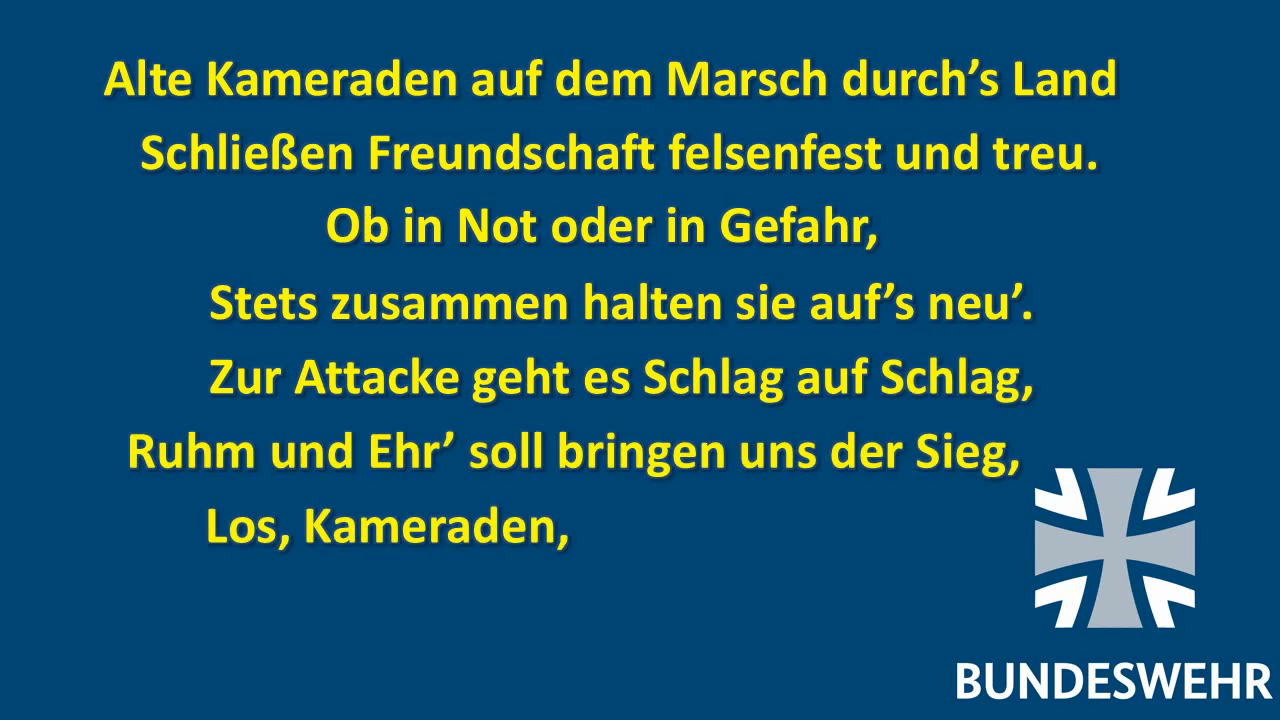 Alte Kameraden auf dem Marsch durch’s Land
Schließen Freundschaft felsenfest und treu.
Ob in Not oder in Gefahr,
Stets zusammen halten sie auf’s neu’.
Zur Attacke geht es Schlag auf Schlag,
Ruhm und Ehr’ soll bringen uns der Sieg,
Los, Kameraden,
BUNDESWEHR